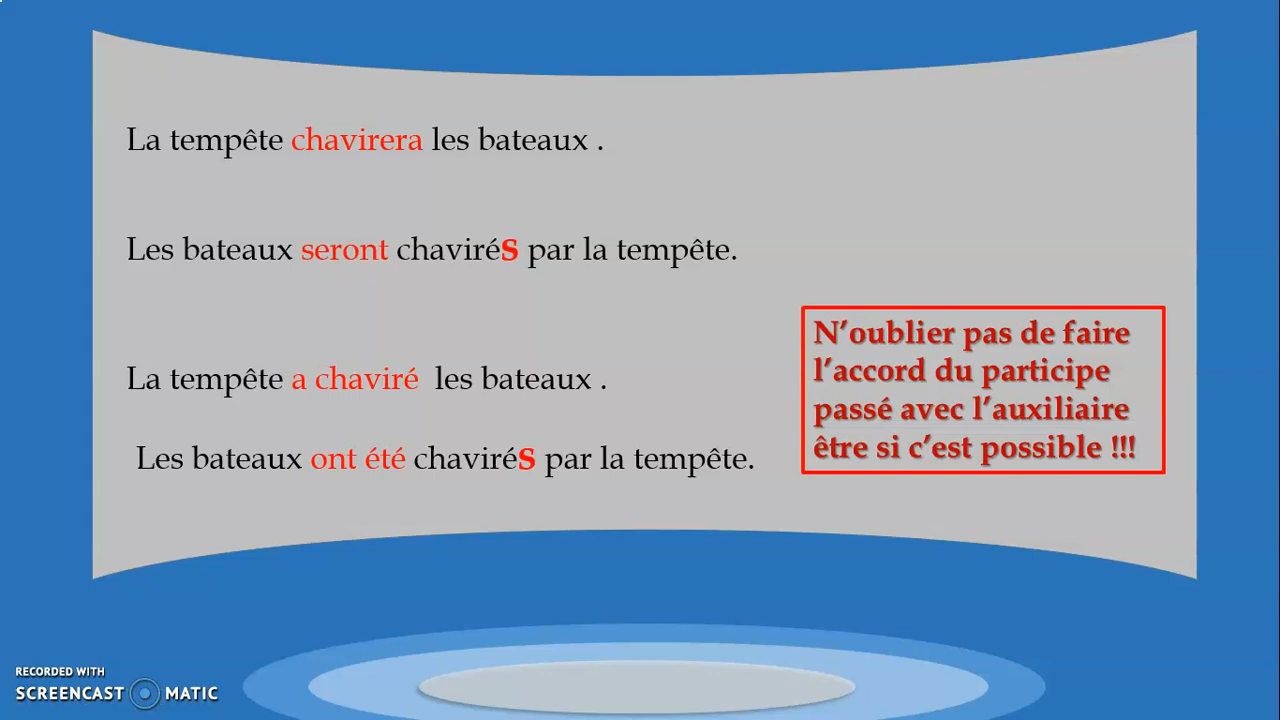 La tempête chavirera les bateaux .
Les bateaux seront chavirés par la tempête.
La tempête a chaviré les bateaux .
Les bateaux ont été chavirés par la tempête.
N’oublier pas de faire
l’accord du participe
passé avec l’auxiliaire
être si c’est possible !!!
RECORDED WITH
SCREENCAST MATIC